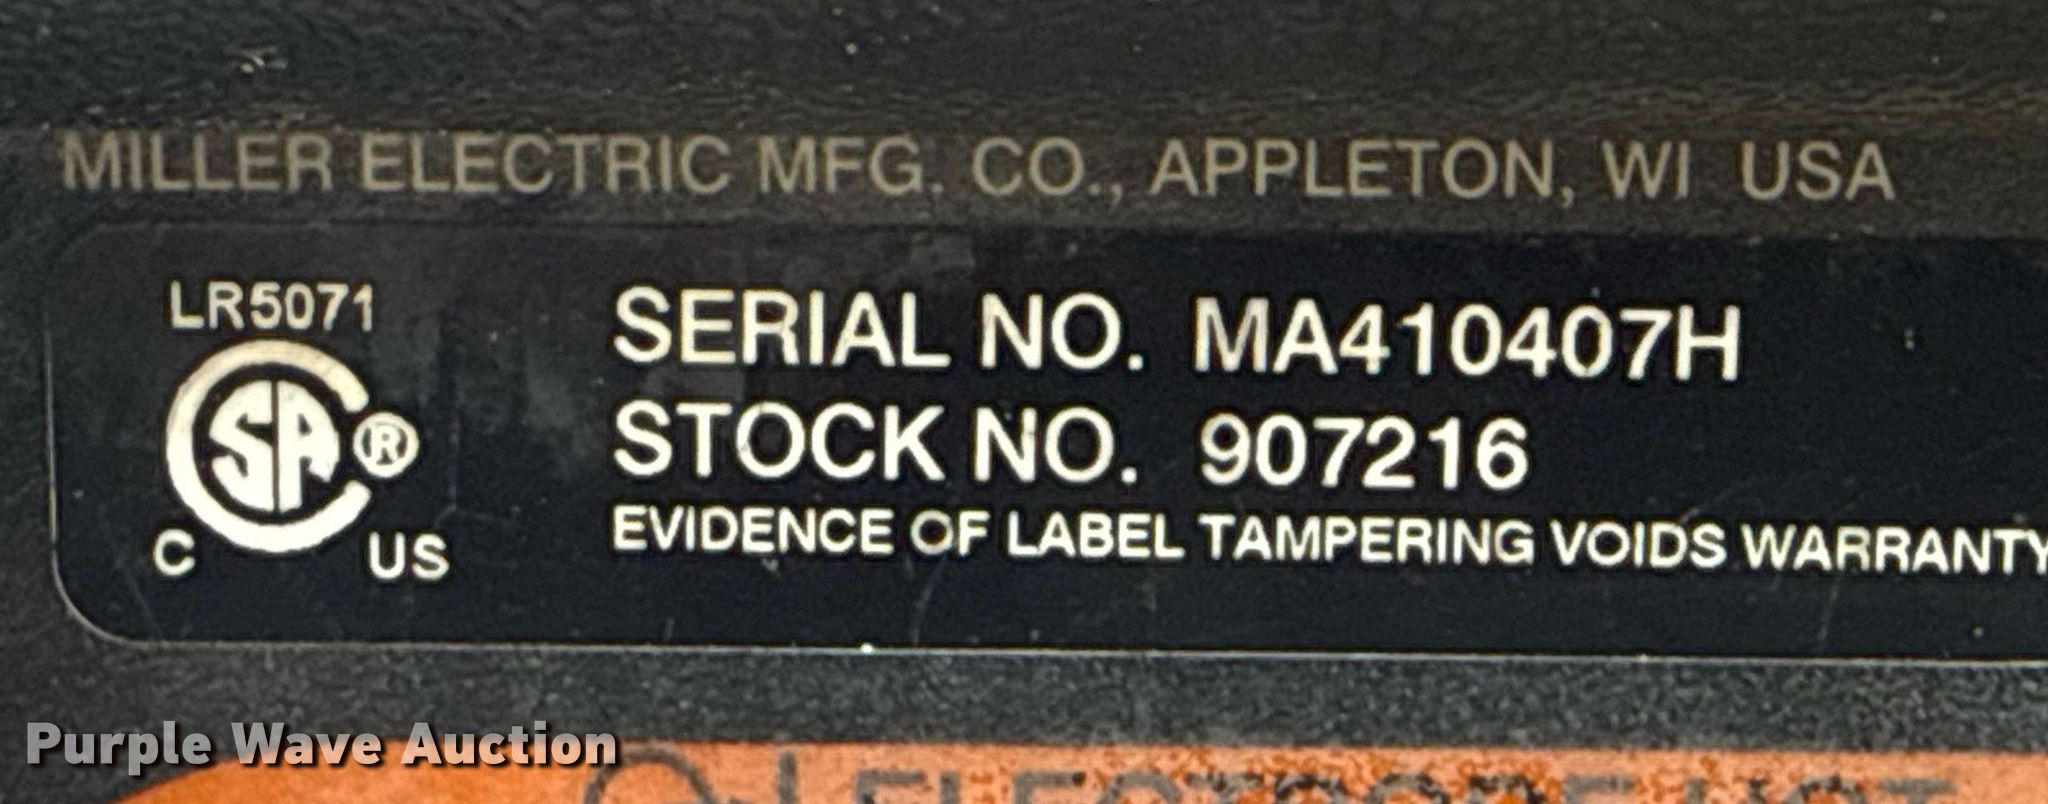 MILLER ELECTRIC MFG. CO., APPLETON, WI USA
LR5071
SA ®
C US
SERIAL NO. MA410407H
STOCK NO. 907216
EVIDENCE OF LABEL TAMPERING VOIDS WARRANTY
Purple Wave Auction